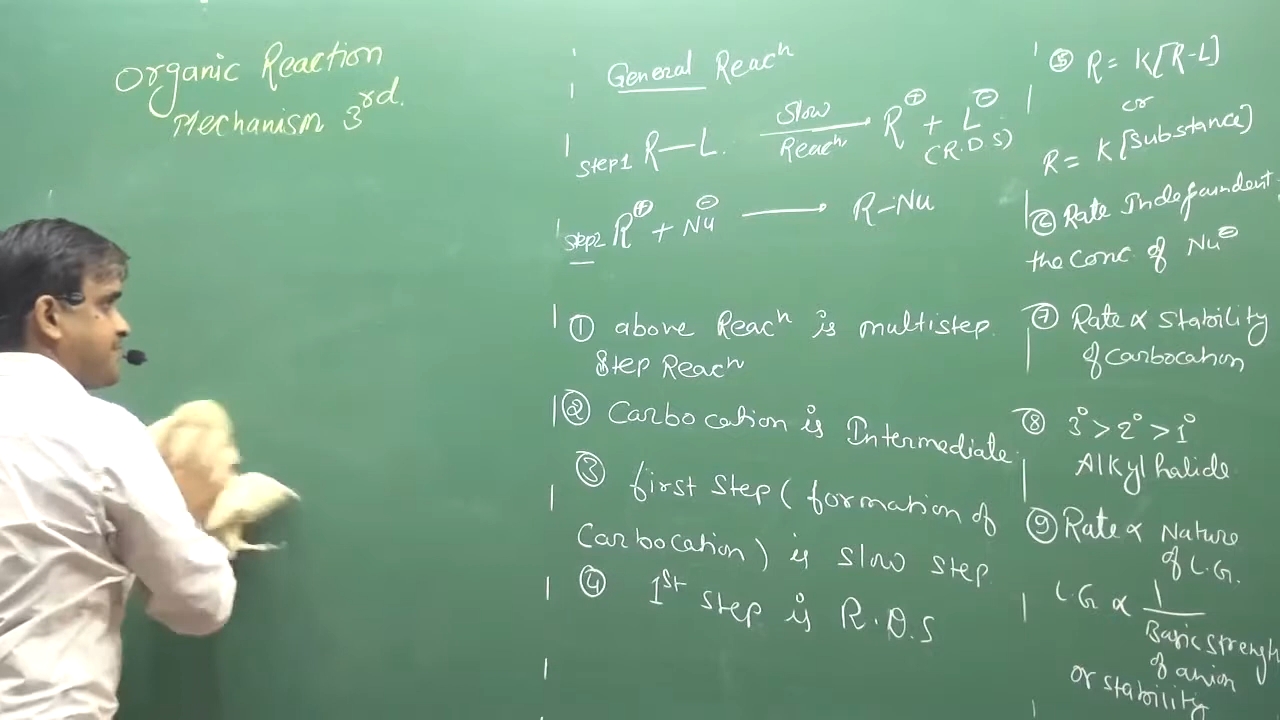 Organic Reaction
Mechanism 3rd.
General Reacn
Step1 R—L Slow Reacn → R⊕ + L⊖
(R.D.S)
Step2 R⊕ + Nu⊖ → R-Nu
① above Reacn is multistep.
Step Reacn
② Carbocation is Intermediate
③ first step (formation of
Carbocation) is slow step
④ 1st step is R.D.S
⑤ R = K[R-L]
or
R = K[Substance]
⑥ Rate Independent
the conc of Nu⊖
⑦ Rate ∝ Stability
of carbocation
⑧ 3° > 2° > 1°
Alkyl halide
⑨ Rate ∝ Nature
of L.G.
L.G ∝ 1
Basic strength
of anion
or stability